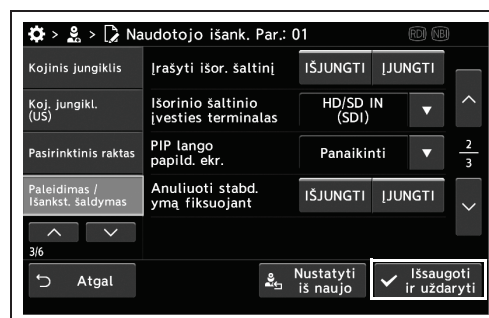 > > Naudotojo išank. Par.: 01 RDI NBI
Kojinis jungiklis
Koj. jungikl.
(US)
Pasirinktinis raktas
Paleidimas /
Išankst. šaldymas
3/6
Įrašyti išor. šaltinį IŠJUNGTI ĮJUNGTI
Išorinio šaltinio
įvesties terminalas
HD/SD IN
(SDI)
PIP lango
papild. ekr.
Panaikinti
Anuliuoti stabd.
ymą fiksuojant
IŠJUNGTI ĮJUNGTI
2
3
Atgal
Nustatyti
iš naujo
Išsaugoti
ir uždaryti